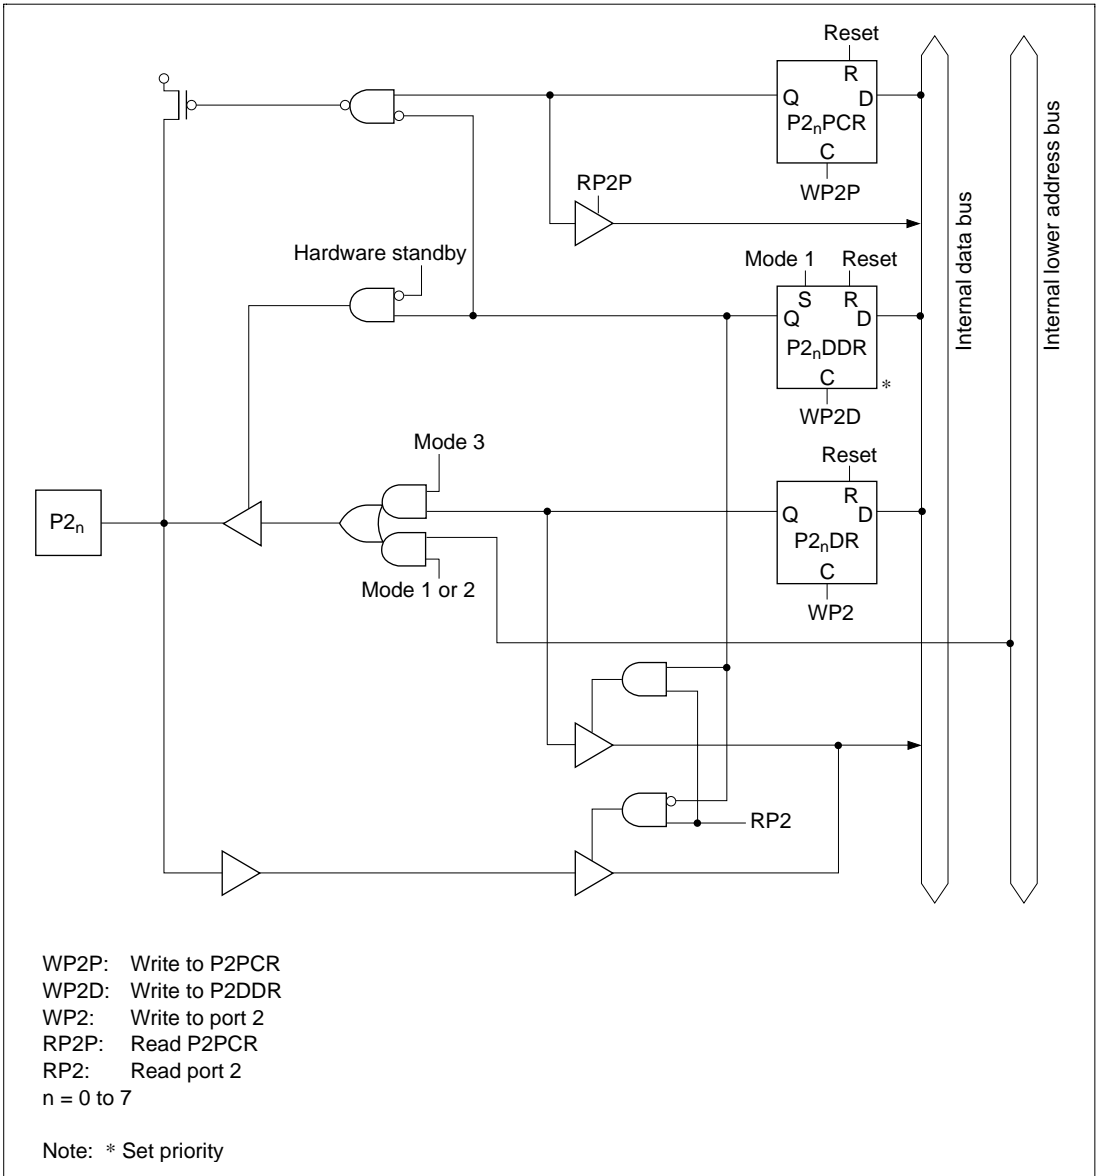 Reset
R
Q D
P2nPCR
C
WP2P
RP2P
Hardware standby
Mode 1 Reset
S R
Q D
P2nDDR
C
*
WP2D
Mode 3
Reset
R
Q D
P2nDR
C
WP2
P2n
Mode 1 or 2
RP2
Internal data bus
Internal lower address bus
WP2P: Write to P2PCR
WP2D: Write to P2DDR
WP2: Write to port 2
RP2P: Read P2PCR
RP2: Read port 2
n = 0 to 7
Note: * Set priority